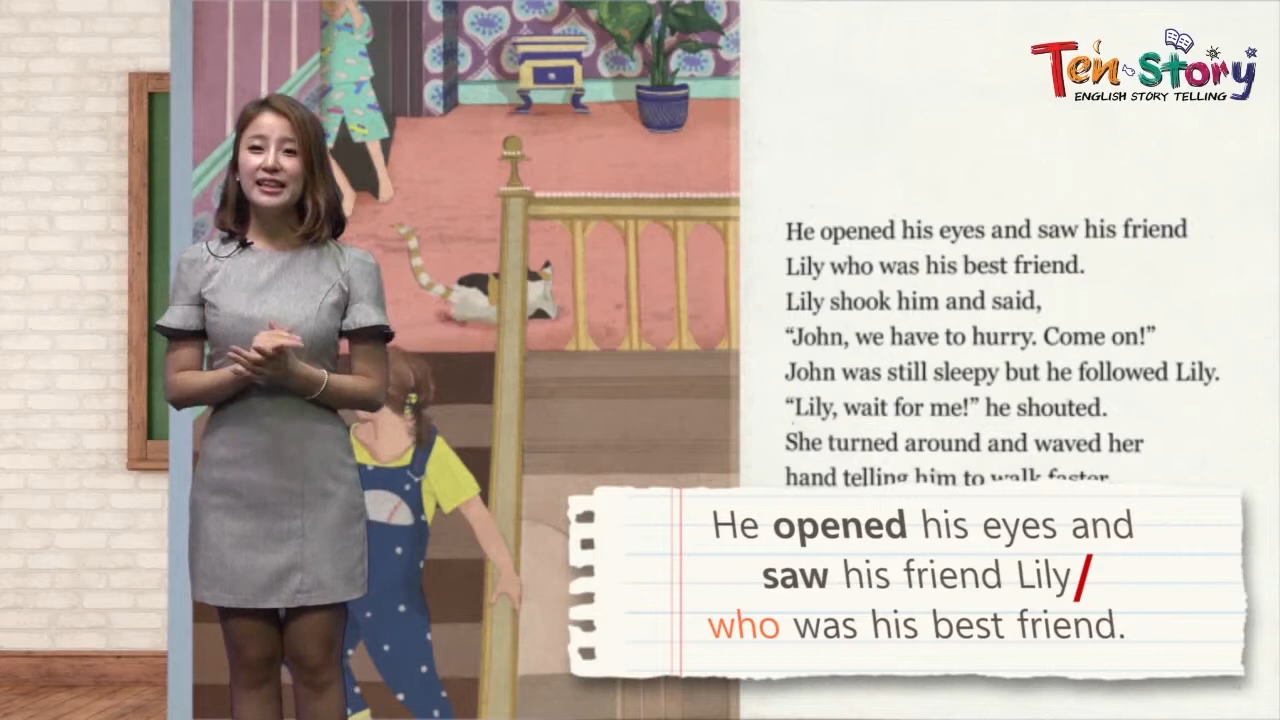 Ten Story
ENGLISH STORY TELLING
He opened his eyes and saw his friend
Lily who was his best friend.
Lily shook him and said,
“John, we have to hurry. Come on!”
John was still sleepy but he followed Lily.
“Lily, wait for me!” he shouted.
She turned around and waved her
hand telling him to walk faster
He opened his eyes and
saw his friend Lily/
who was his best friend.